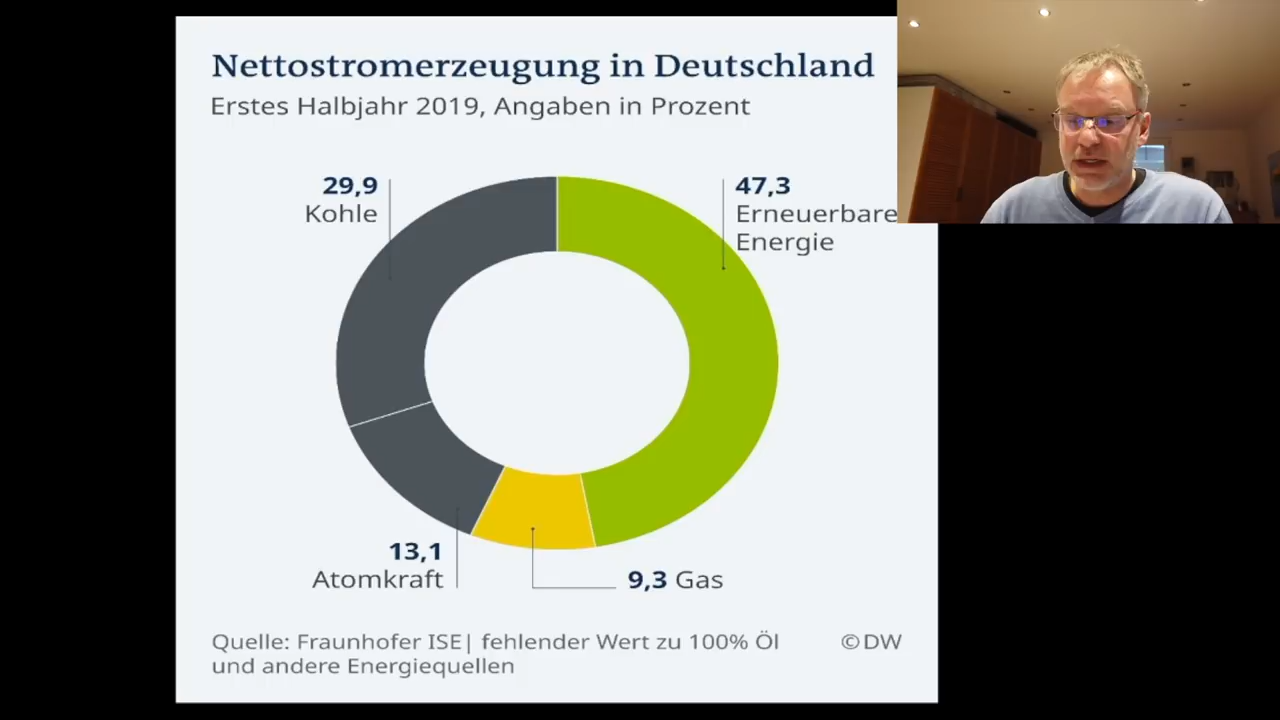 Nettostromerzeugung in Deutschland
Erstes Halbjahr 2019, Angaben in Prozent
29,9
Kohle
47,3
Erneuerbare
Energie
13,1
Atomkraft
9,3 Gas
Quelle: Fraunhofer ISE| fehlender Wert zu 100% Öl
und andere Energiequellen
© DW